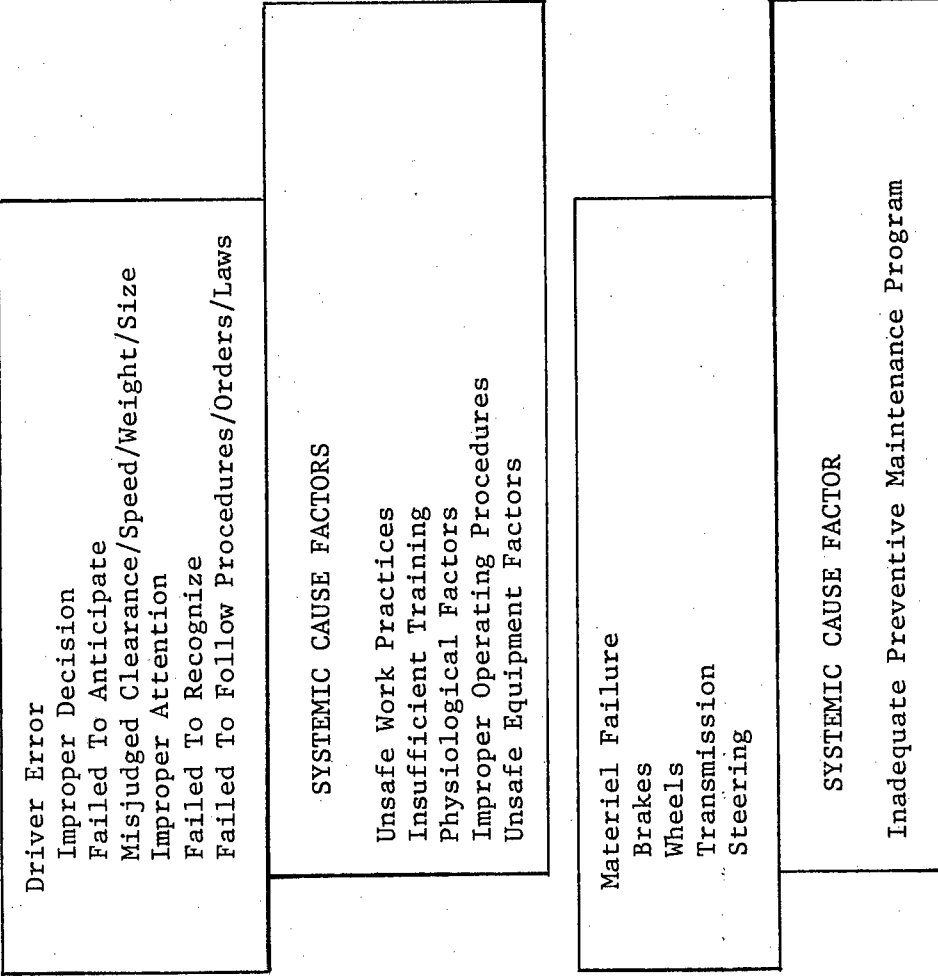 Driver Error
Improper Decision
Failed To Anticipate
Misjudged Clearance/Speed/Weight/Size
Improper Attention
Failed To Recognize
Failed To Follow Procedures/Orders/Laws
SYSTEMIC CAUSE FACTORS
Unsafe Work Practices
Insufficient Training
Physiological Factors
Improper Operating Procedures
Unsafe Equipment Factors
Materiel Failure
Brakes
Wheels
Transmission
Steering
SYSTEMIC CAUSE FACTOR
Inadequate Preventive Maintenance Program